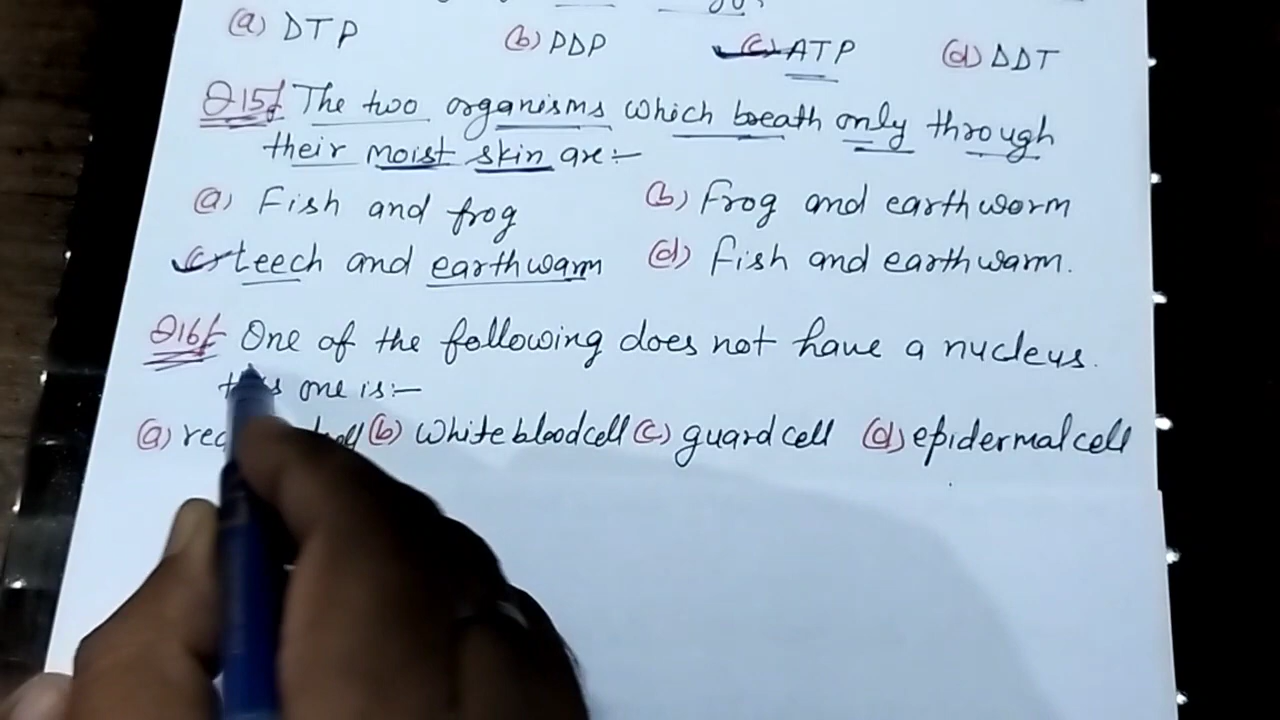 (a) DTP (b) PDP (c) ATP (d) DDT
Q15 The two organisms which breath only through
their moist skin are:-
(a) Fish and frog (b) Frog and earthworm
(c) Leech and earthwarm (d) Fish and earthwarm.
Q16 One of the following does not have a nucleus.
one is:-
(a) (b) White blood cell (c) guard cell (d) epidermal cell